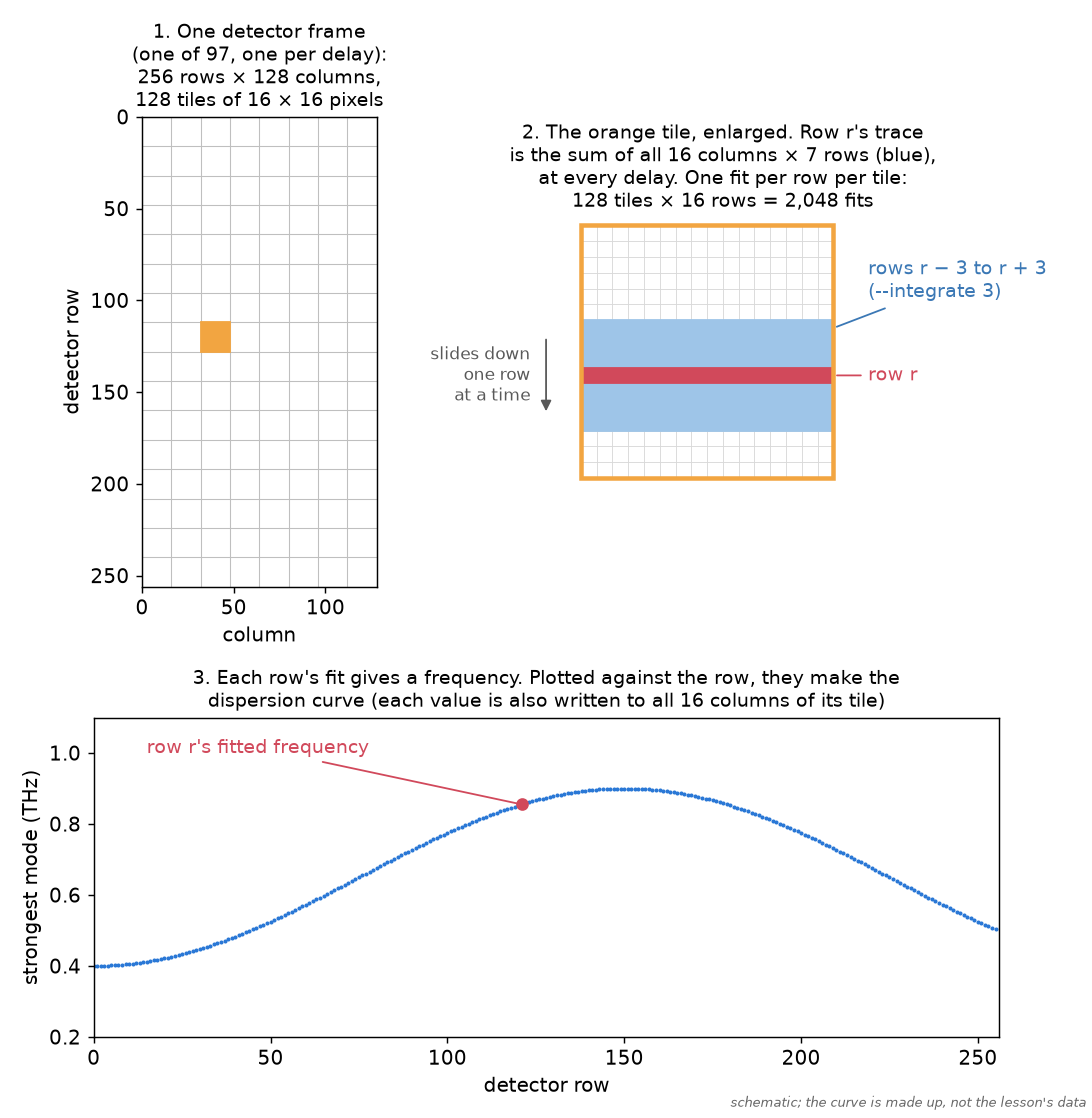 1. One detector frame
(one of 97, one per delay):
256 rows × 128 columns,
128 tiles of 16 × 16 pixels
0
50
100
150
200
250
detector row
0
50
100
column
2. The orange tile, enlarged. Row r's trace
is the sum of all 16 columns × 7 rows (blue),
at every delay. One fit per row per tile:
128 tiles × 16 rows = 2,048 fits
rows r − 3 to r + 3
(--integrate 3)
slides down
one row
at a time
row r
3. Each row's fit gives a frequency. Plotted against the row, they make the
dispersion curve (each value is also written to all 16 columns of its tile)
row r's fitted frequency
1.0
0.8
0.6
0.4
0.2
strongest mode (THz)
0
50
100
150
200
250
detector row
schematic; the curve is made up, not the lesson's data